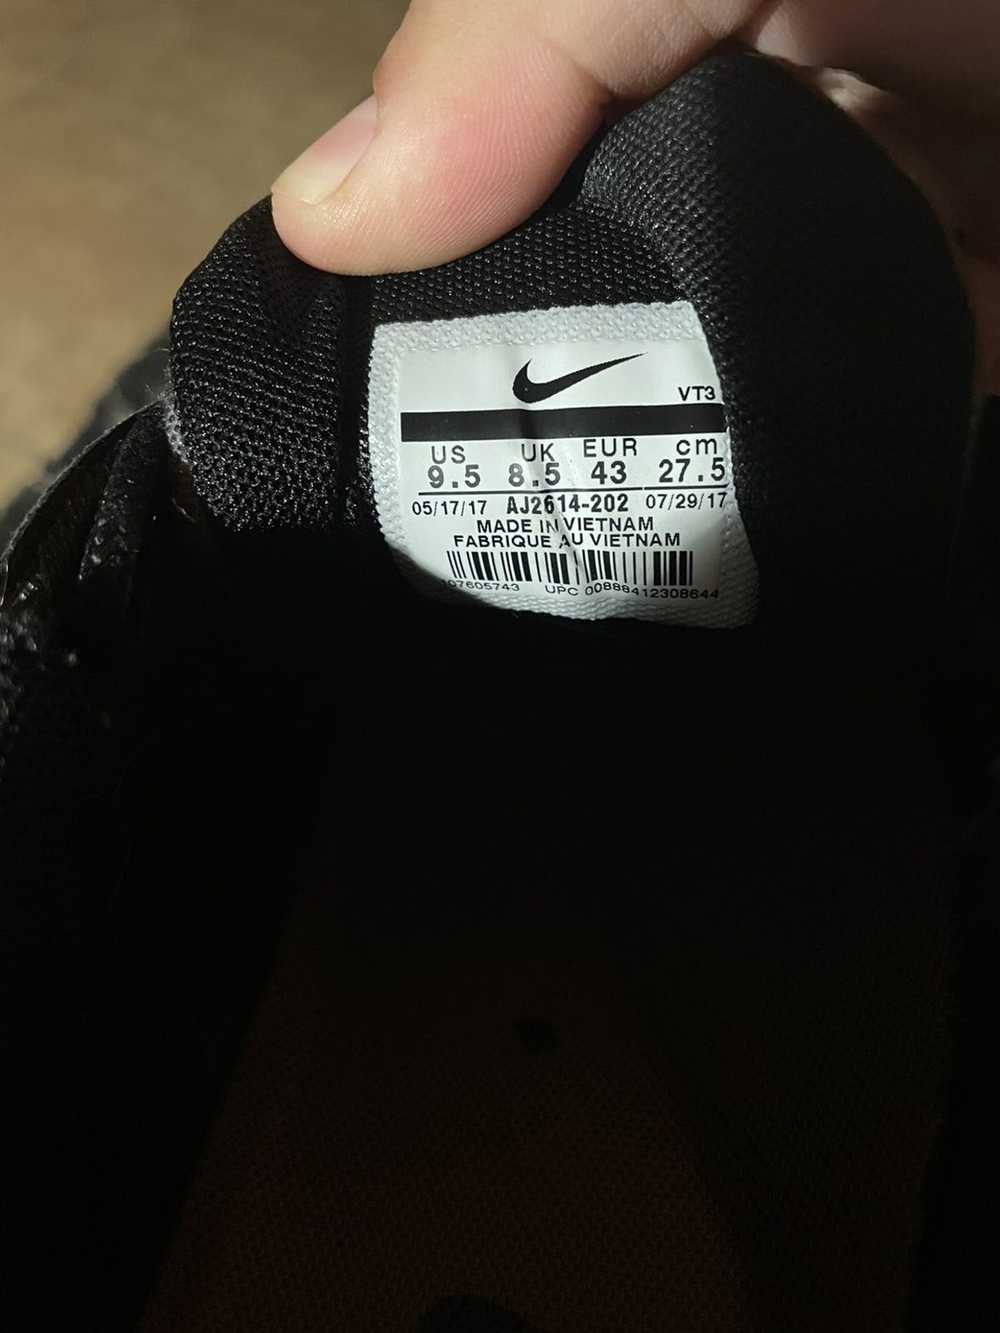 VT3
US UK EUR cm
9.5 8.5 43 27.5
05/17/17 AJ2614-202 07/29/17
MADE IN VIETNAM
FABRIQUE AU VIETNAM
07605743 UPC 00888412308644